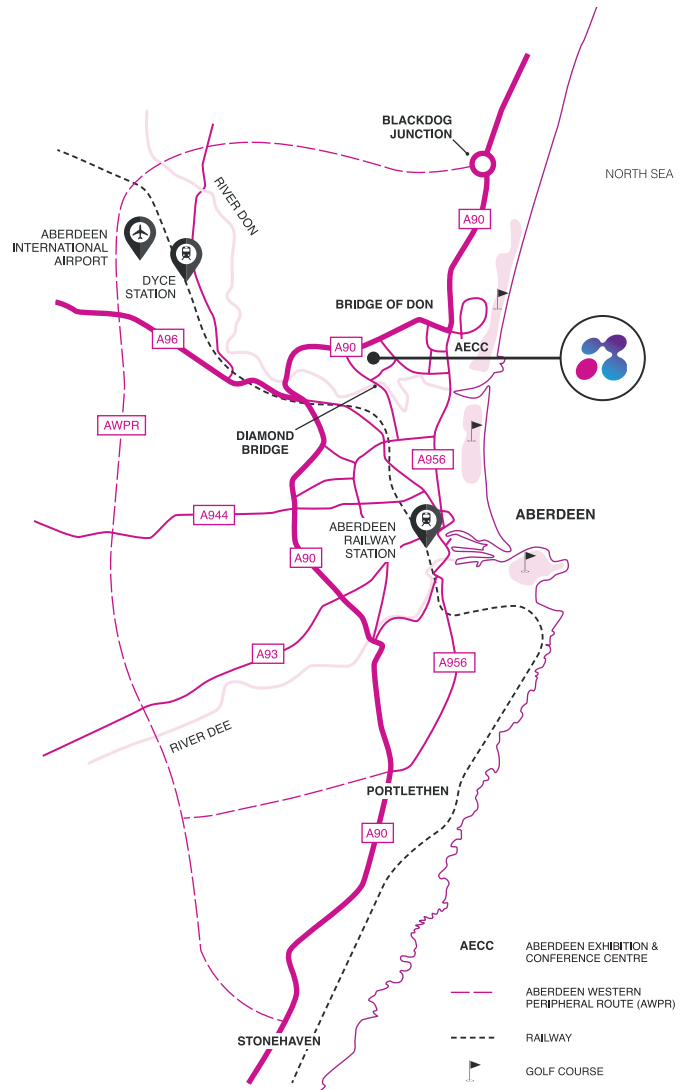 BLACKDOG
JUNCTION
NORTH SEA
RIVER DON
A90
ABERDEEN
INTERNATIONAL
AIRPORT
DYCE
STATION
BRIDGE OF DON
A96
A90
AECC
AWPR
DIAMOND
BRIDGE
A956
A944
ABERDEEN
ABERDEEN
RAILWAY
STATION
A90
A93
A956
RIVER DEE
PORTLETHEN
A90
AECC
ABERDEEN EXHIBITION &
CONFERENCE CENTRE
ABERDEEN WESTERN
PERIPHERAL ROUTE (AWPR)
STONEHAVEN
RAILWAY
GOLF COURSE